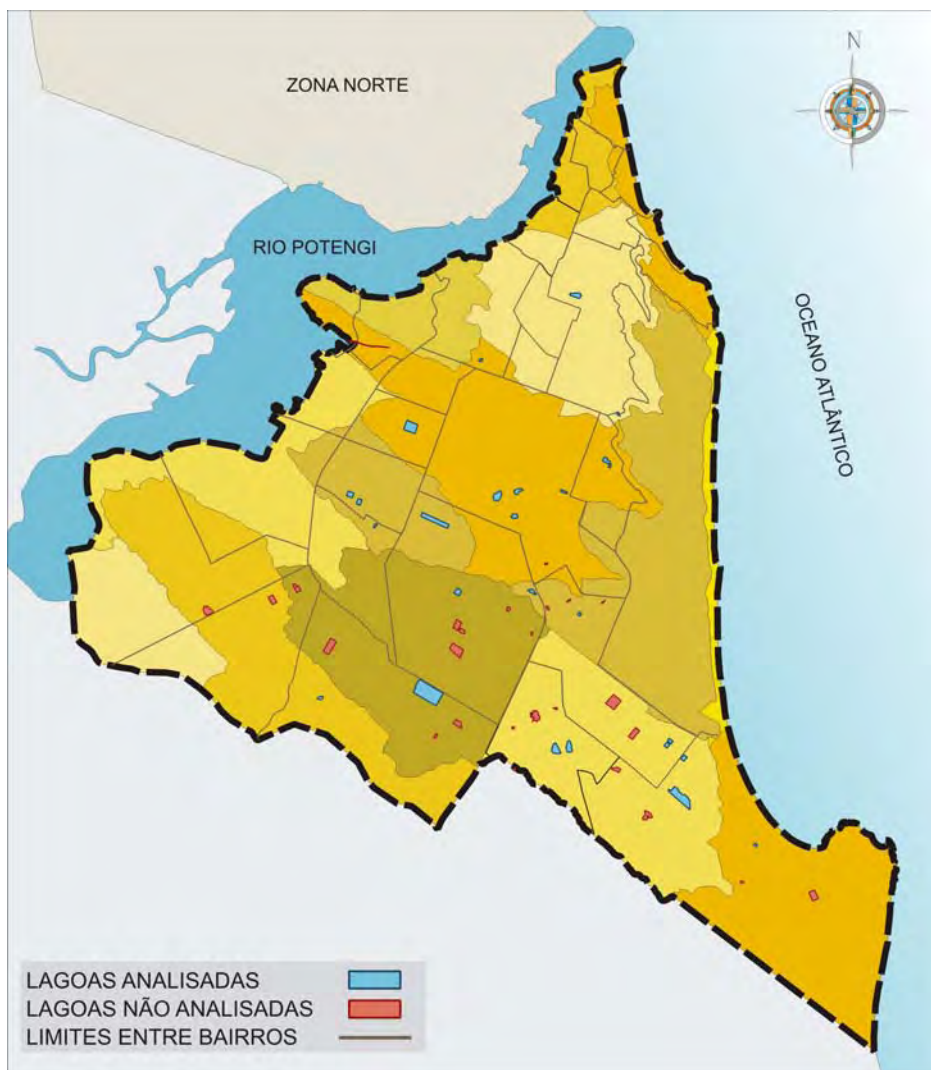 ZONA NORTE
N
RIO POTENGI
OCEANO ATLÂNTICO
LAGOAS ANALISADAS
LAGOAS NÃO ANALISADAS
LIMITES ENTRE BAIRROS